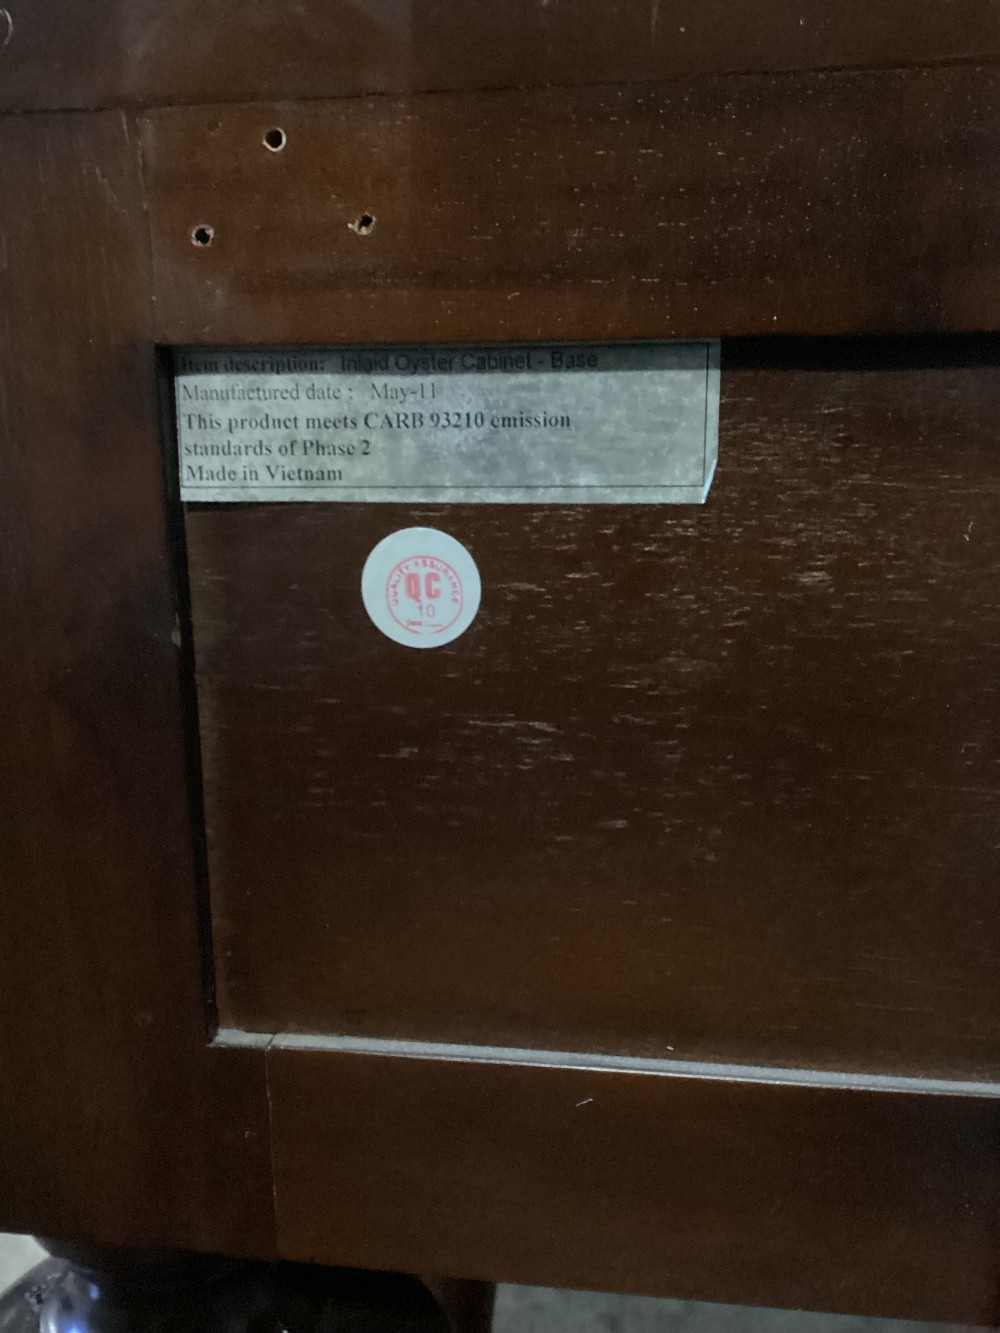 Item description: Inlaid Oyster Cabinet - Base
Manufactured date : May-11
This product meets CARB 93210 emission
standards of Phase 2
Made in Vietnam
QUALITY ASSURANCE
QC
10